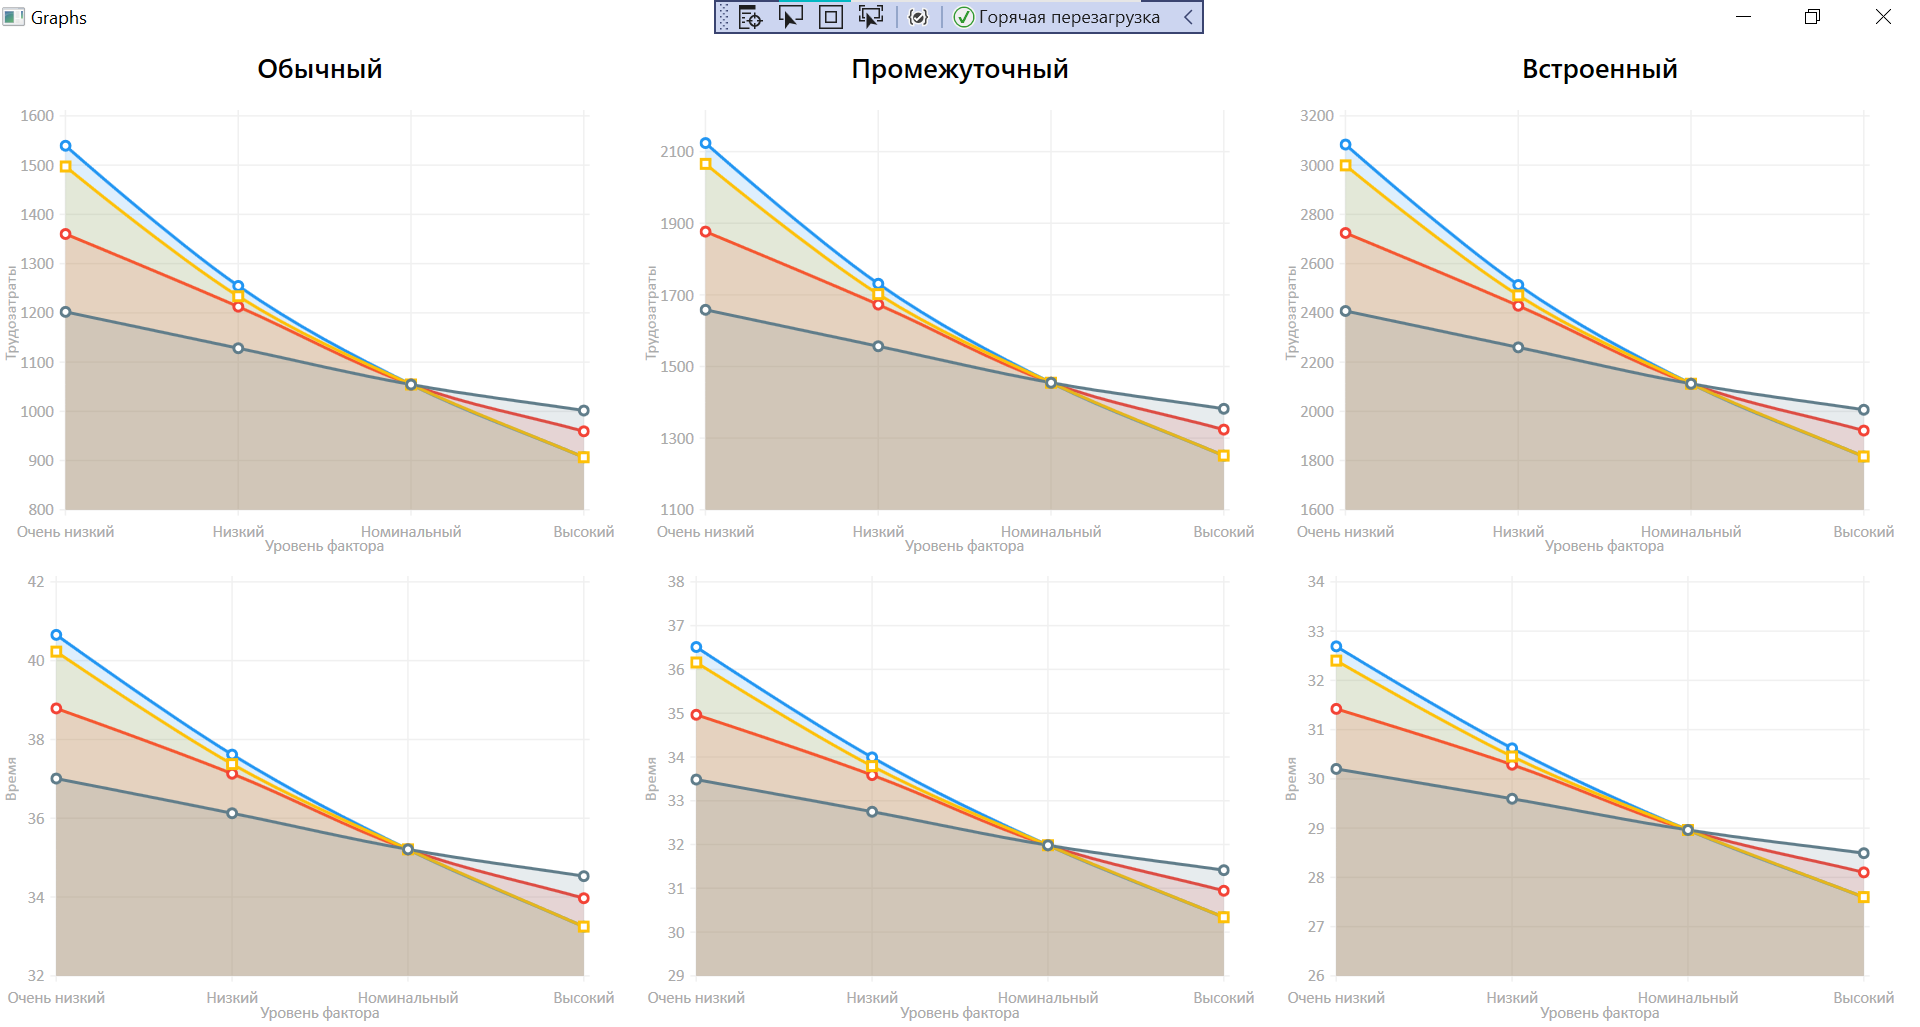 Graphs
Горячая перезагрузка
Обычный
Промежуточный
Встроенный
1600
1500
1400
1300
1200
1100
1000
900
800
Трудозатраты
Очень низкий Низкий Номинальный Высокий
Уровень фактора
2100
1900
1700
1500
1300
1100
Трудозатраты
Очень низкий Низкий Номинальный Высокий
Уровень фактора
3200
3000
2800
2600
2400
2200
2000
1800
1600
Трудозатраты
Очень низкий Низкий Номинальный Высокий
Уровень фактора
42
40
38
36
34
32
Время
Очень низкий Низкий Номинальный Высокий
Уровень фактора
38
37
36
35
34
33
32
31
30
29
Время
Очень низкий Низкий Номинальный Высокий
Уровень фактора
34
33
32
31
30
29
28
27
26
Время
Очень низкий Низкий Номинальный Высокий
Уровень фактора